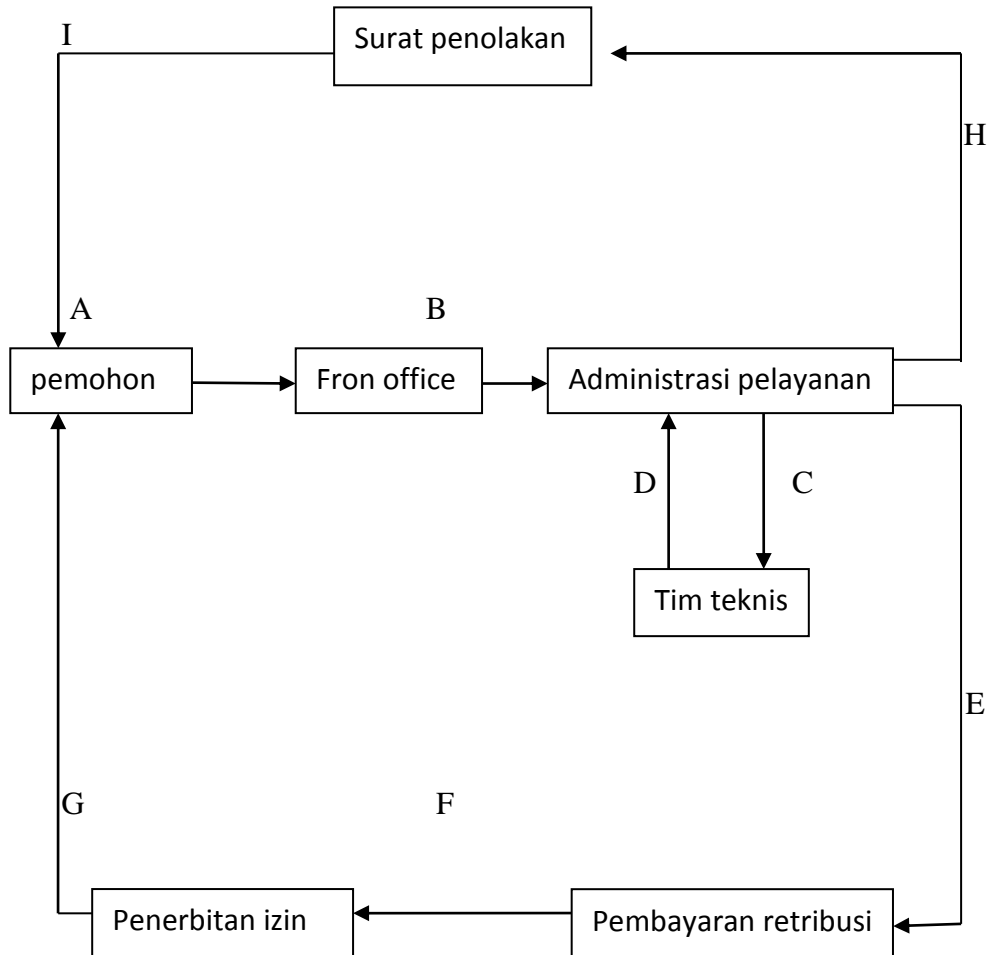 I
Surat penolakan
H
A
B
pemohon
Fron office
Administrasi pelayanan
D
C
Tim teknis
E
G
F
Penerbitan izin
Pembayaran retribusi